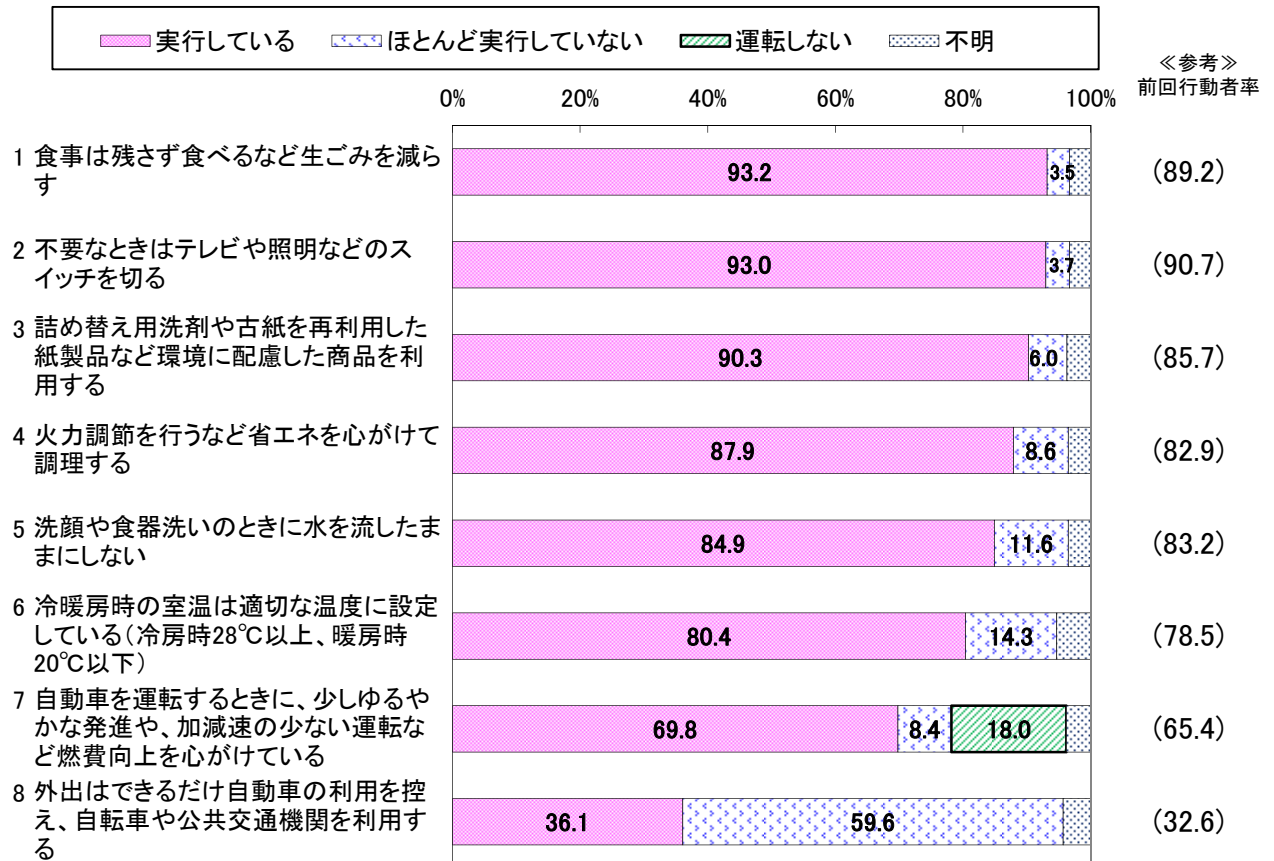 実行している ほとんど実行していない 運転しない 不明
≪参考≫
前回行動者率
0% 20% 40% 60% 80% 100%
1 食事は残さず食べるなど生ごみを減ら
す
93.2 3.5 (89.2)
2 不要なときはテレビや照明などのス
イッチを切る
93.0 3.7 (90.7)
3 詰め替え用洗剤や古紙を再利用した
紙製品など環境に配慮した商品を利
用する
90.3 6.0 (85.7)
4 火力調節を行うなど省エネを心がけて
調理する
87.9 8.6 (82.9)
5 洗顔や食器洗いのときに水を流したま
まにしない
84.9 11.6 (83.2)
6 冷暖房時の室温は適切な温度に設定
している(冷房時28℃以上、暖房時
20℃以下)
80.4 14.3 (78.5)
7 自動車を運転するときに、少しゆるや
かな発進や、加減速の少ない運転な
ど燃費向上を心がけている
69.8 8.4 18.0 (65.4)
8 外出はできるだけ自動車の利用を控
え、自転車や公共交通機関を利用す
る
36.1 59.6 (32.6)